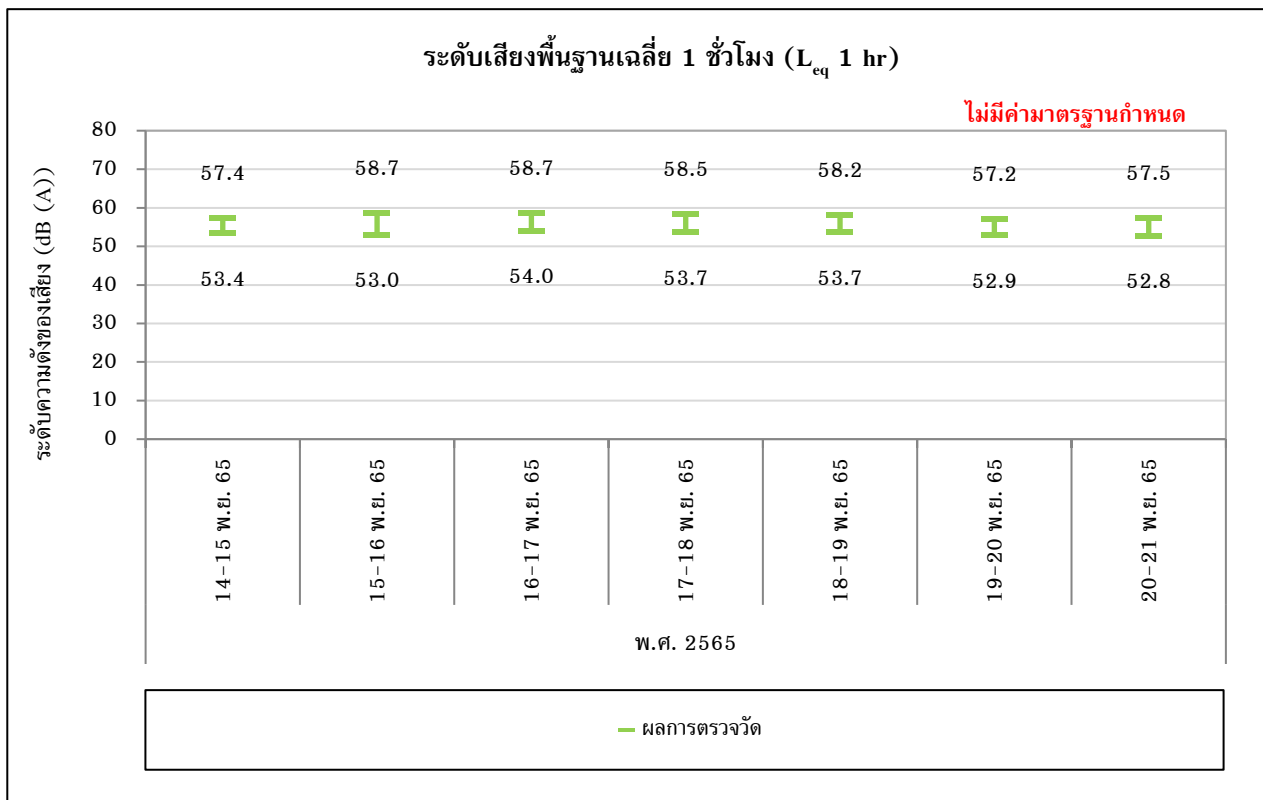 ระดับเสียงพื้นฐานเฉลี่ย 1 ชั่วโมง (Leq 1 hr)
ไม่มีค่ามาตรฐานกำหนด
ระดับความดังของเสียง (dB (A))
80
70
60
50
40
30
20
10
0
57.4 58.7 58.7 58.5 58.2 57.2 57.5
53.4 53.0 54.0 53.7 53.7 52.9 52.8
14-15 พ.ย. 65
15-16 พ.ย. 65
16-17 พ.ย. 65
17-18 พ.ย. 65
18-19 พ.ย. 65
19-20 พ.ย. 65
20-21 พ.ย. 65
พ.ศ. 2565
ผลการตรวจวัด